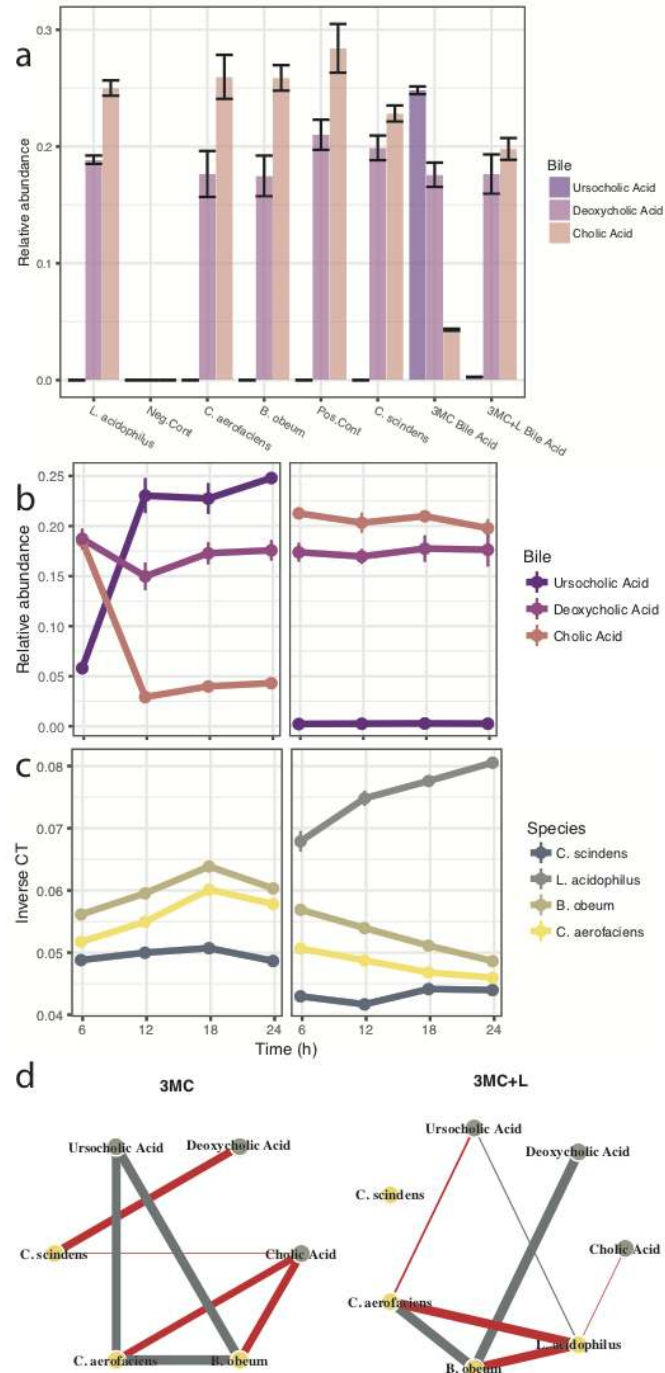 a
0.3
0.2
0.1
0.0
Relative abundance
Bile
Ursocholic Acid
Deoxycholic Acid
Cholic Acid
L. acidophilus
Neg.Cont
C. aerofaciens
B. obeum
Pos.Cont
C. scindens
3MC Bile Acid
3MC+L Bile Acid
b
0.25
0.20
0.15
0.10
0.05
0.00
Relative abundance
Bile
Ursocholic Acid
Deoxycholic Acid
Cholic Acid
c
0.08
0.07
0.06
0.05
0.04
Inverse CT
Species
C. scindens
L. acidophilus
B. obeum
C. aerofaciens
6 12 18 24 6 12 18 24
Time (h)
d
3MC
Ursocholic Acid Deoxycholic Acid
C. scindens Cholic Acid
C. aerofaciens B. obeum
3MC+L
Ursocholic Acid
Deoxycholic Acid
C. scindens
Cholic Acid
C. aerofaciens
L. acidophilus
B. obeum